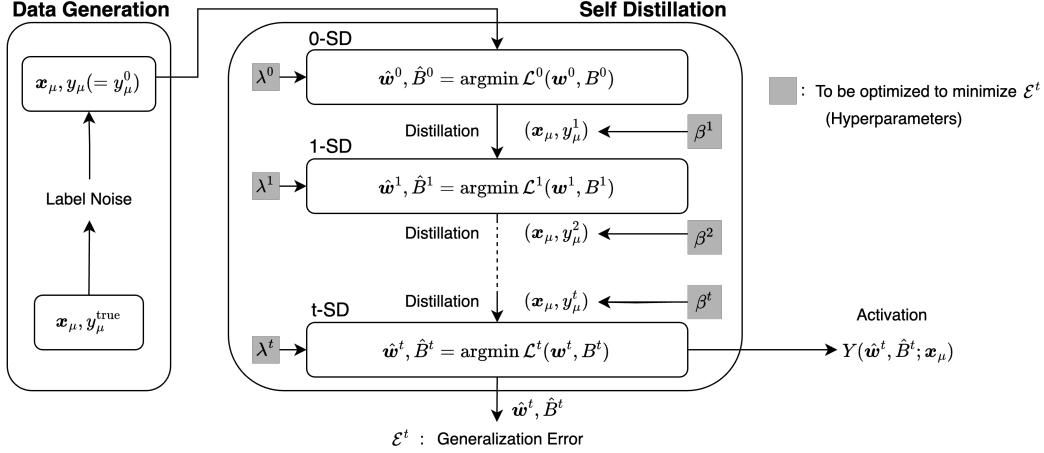 Data Generation
Self Distillation
0-SD
𝒙_μ, y_μ(= y_μ^0)
λ^0
ŵ^0, B̂^0 = argmin ℒ^0(𝒘^0, B^0)
: To be optimized to minimize ℰ^t
(Hyperparameters)
Distillation
(𝒙_μ, y_μ^1)
β^1
1-SD
λ^1
ŵ^1, B̂^1 = argmin ℒ^1(𝒘^1, B^1)
Label Noise
Distillation
(𝒙_μ, y_μ^2)
β^2
Distillation
(𝒙_μ, y_μ^t)
β^t
t-SD
𝒙_μ, y_μ^true
λ^t
ŵ^t, B̂^t = argmin ℒ^t(𝒘^t, B^t)
Activation
Y(ŵ^t, B̂^t; 𝒙_μ)
ŵ^t, B̂^t
ℰ^t : Generalization Error